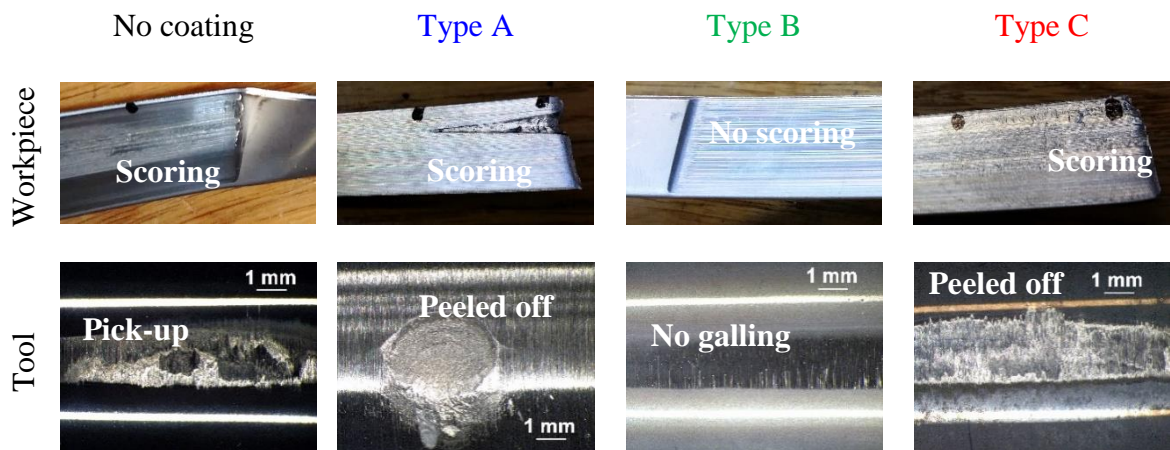 No coating
Type A
Type B
Type C
Workpiece
Scoring
Scoring
No scoring
Scoring
Tool
1 mm
Pick-up
Peeled off
1 mm
1 mm
No galling
Peeled off
1 mm